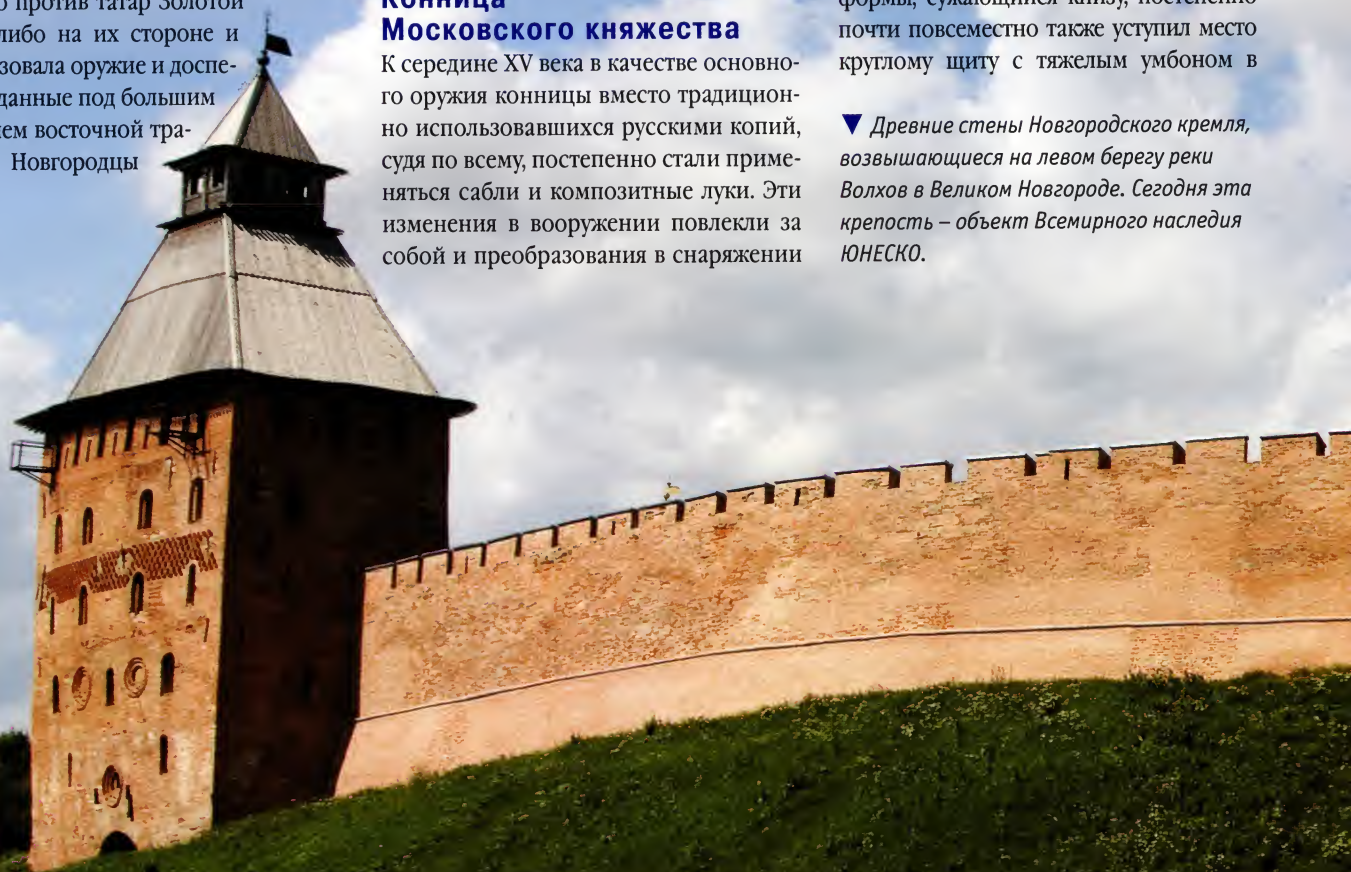 против татар Золотой
либо на их стороне и
зовала оружие и доспе-
данные под большим
ем восточной тра-
Новгородцы
Конница
Московского княжества
К середине XV века в качестве основно-
го оружия конницы вместо традицион-
но использовавшихся русскими копий,
судя по всему, постепенно стали приме-
няться сабли и композитные луки. Эти
изменения в вооружении повлекли за
собой и преобразования в снаряжении
формы, сужающийся книзу, постепенно
почти повсеместно также уступил место
круглому щиту с тяжелым умбоном в
▼ Древние стены Новгородского кремля,
возвышающиеся на левом берегу реки
Волхов в Великом Новгороде. Сегодня эта
крепость – объект Всемирного наследия
ЮНЕСКО.